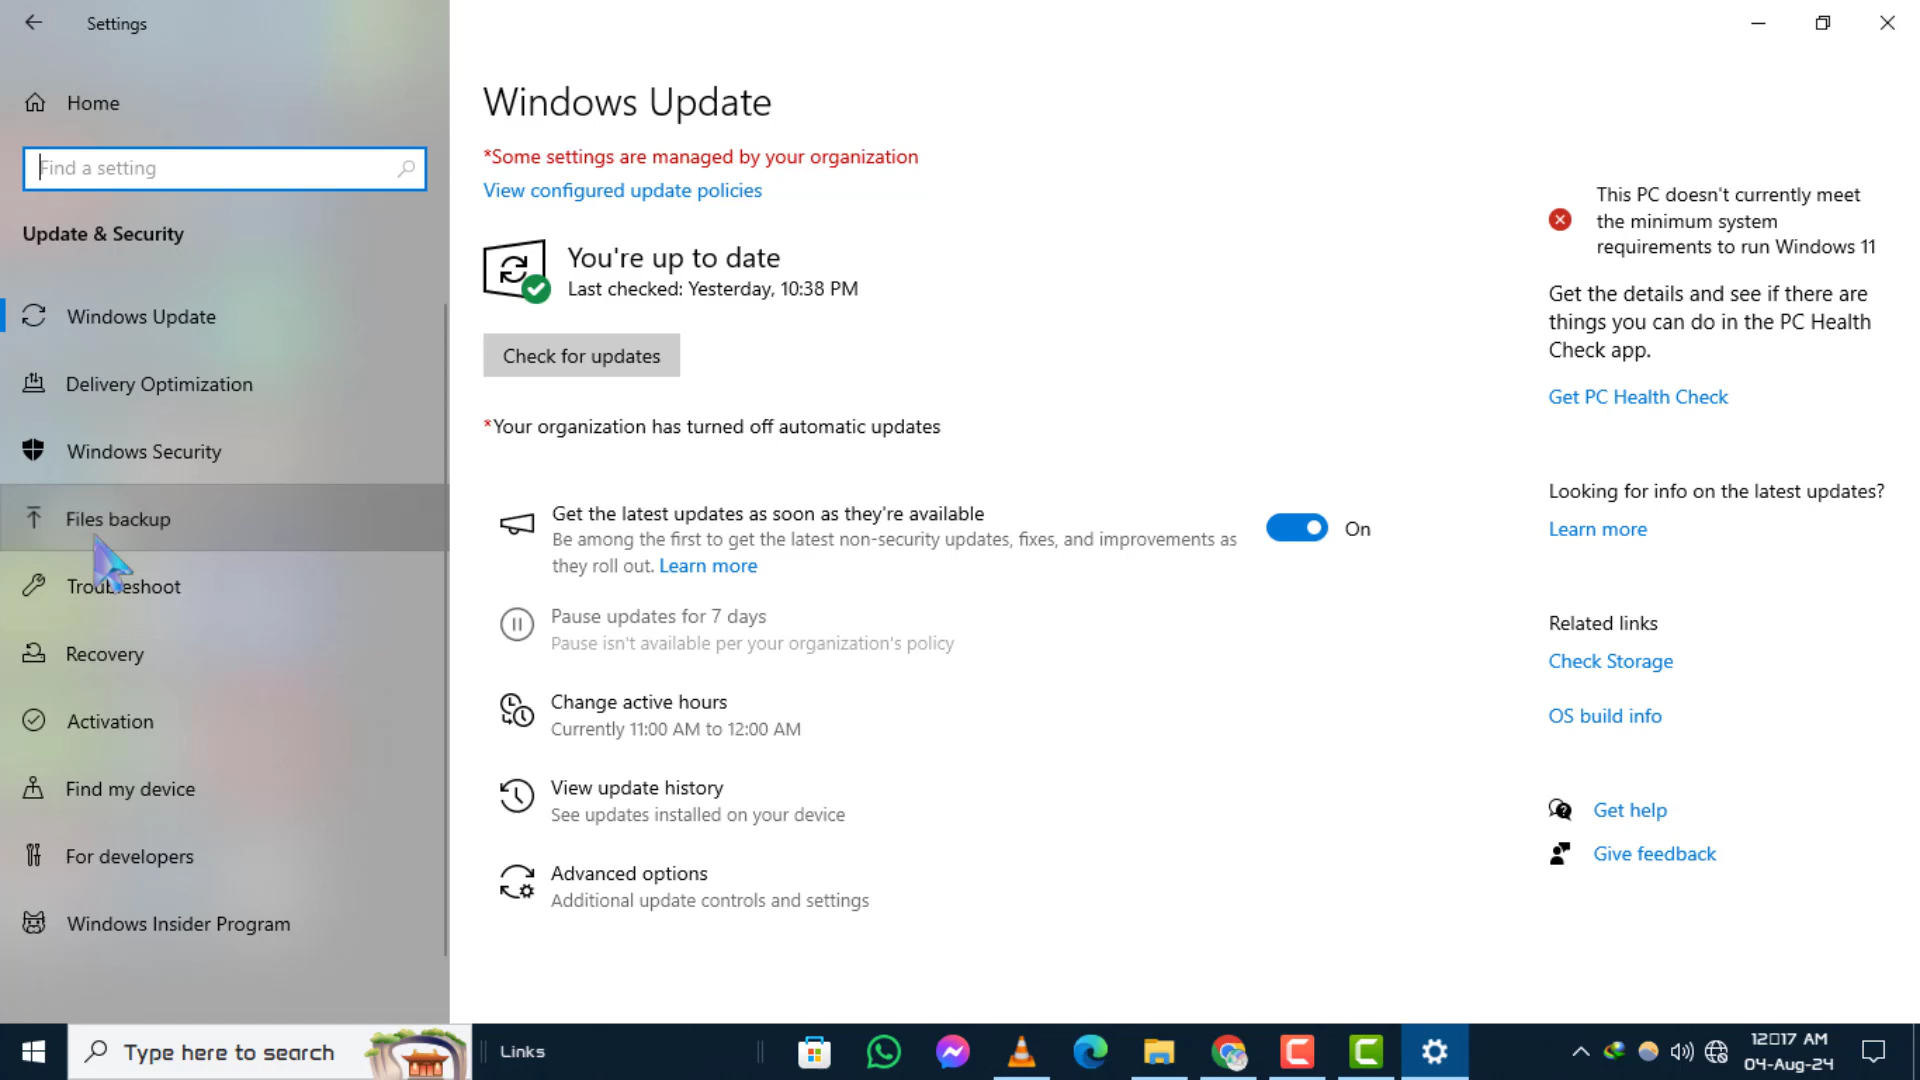 Settings
Home
Find a setting
Update & Security
Windows Update
Delivery Optimization
Windows Security
Files backup
Troubleshoot
Recovery
Activation
Find my device
For developers
Windows Insider Program
Windows Update
*Some settings are managed by your organization
View configured update policies
You're up to date
Last checked: Yesterday, 10:38 PM
Check for updates
*Your organization has turned off automatic updates
Get the latest updates as soon as they're available
Be among the first to get the latest non-security updates, fixes, and improvements as
they roll out. Learn more
On
Pause updates for 7 days
Pause isn't available per your organization's policy
Change active hours
Currently 11:00 AM to 12:00 AM
View update history
See updates installed on your device
Advanced options
Additional update controls and settings
This PC doesn't currently meet
the minimum system
requirements to run Windows 11
Get the details and see if there are
things you can do in the PC Health
Check app.
Get PC Health Check
Looking for info on the latest updates?
Learn more
Related links
Check Storage
OS build info
Get help
Give feedback
Type here to search
Links
12▯17 AM
04-Aug-24